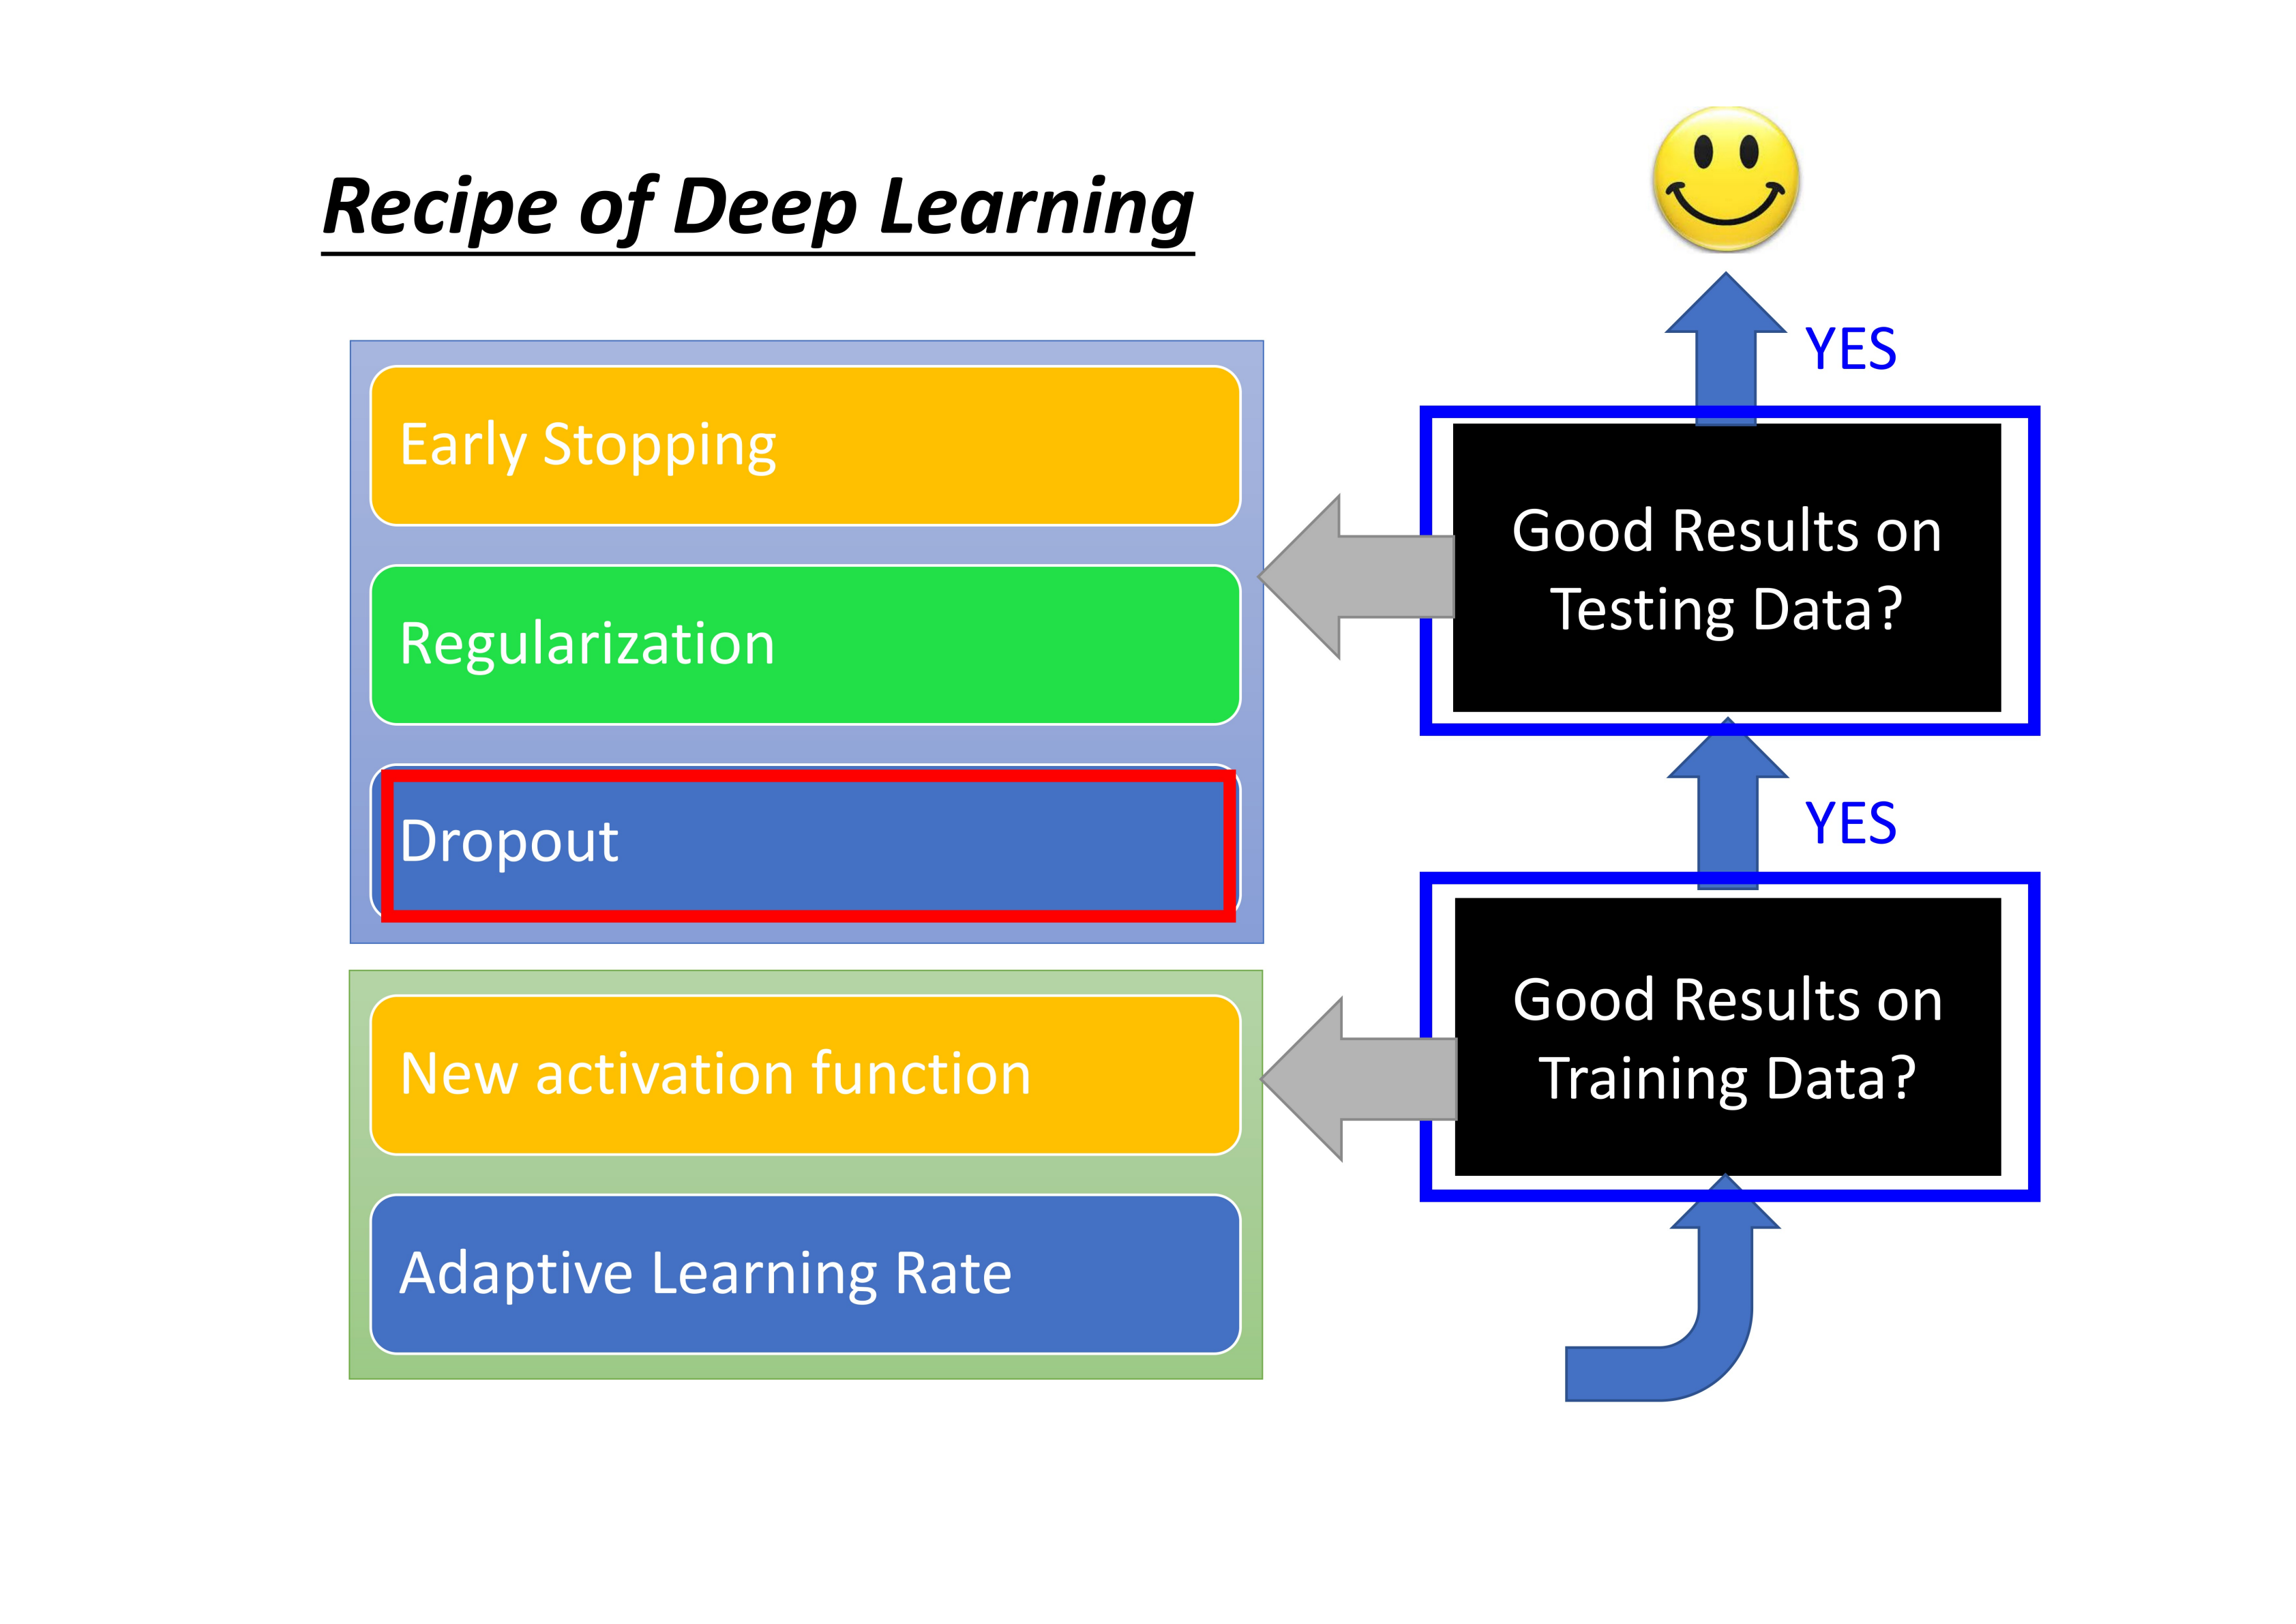 Recipe of Deep Learning
YES
Early Stopping
Regularization
Dropout
Good Results on
Testing Data?
YES
New activation function
Adaptive Learning Rate
Good Results on
Training Data?